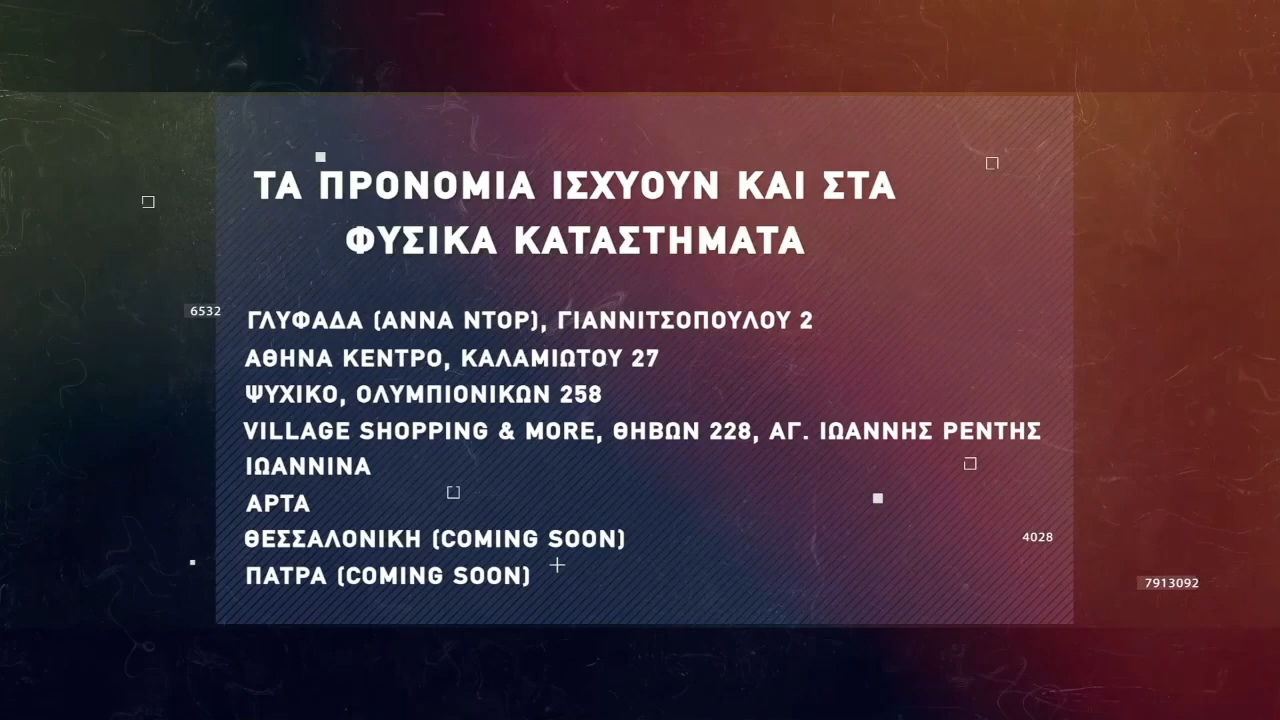 ΤΑ ΠΡΟΝΟΜΙΑ ΙΣΧΥΟΥΝ ΚΑΙ ΣΤΑ
ΦΥΣΙΚΑ ΚΑΤΑΣΤΗΜΑΤΑ
6532
ΓΛΥΦΑΔΑ (ΑΝΝΑ ΝΤΟΡ), ΓΙΑΝΝΙΤΣΟΠΟΥΛΟΥ 2
ΑΘΗΝΑ ΚΕΝΤΡΟ, ΚΑΛΑΜΙΩΤΟΥ 27
ΨΥΧΙΚΟ, ΟΛΥΜΠΙΟΝΙΚΩΝ 258
VILLAGE SHOPPING & MORE, ΘΗΒΩΝ 228, ΑΓ. ΙΩΑΝΝΗΣ ΡΕΝΤΗΣ
ΙΩΑΝΝΙΝΑ
ΑΡΤΑ
ΘΕΣΣΑΛΟΝΙΚΗ (COMING SOON)
4028
ΠΑΤΡΑ (COMING SOON)
7913092